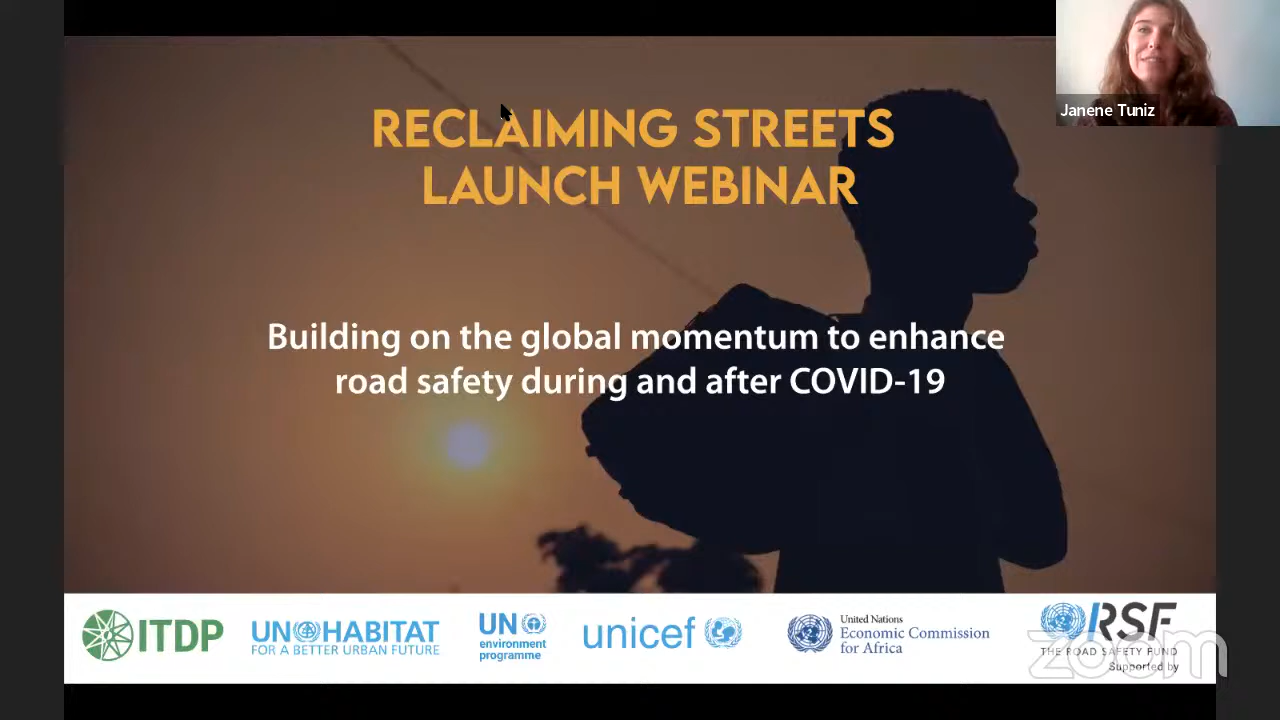 Janene Tuniz
RECLAIMING STREETS
LAUNCH WEBINAR
Building on the global momentum to enhance
road safety during and after COVID-19
ITDP
UN HABITAT
FOR A BETTER URBAN FUTURE
UN
environment
programme
unicef
United Nations
Economic Commission
for Africa
RSF
THE ROAD SAFETY FUND
Supported by
zoom